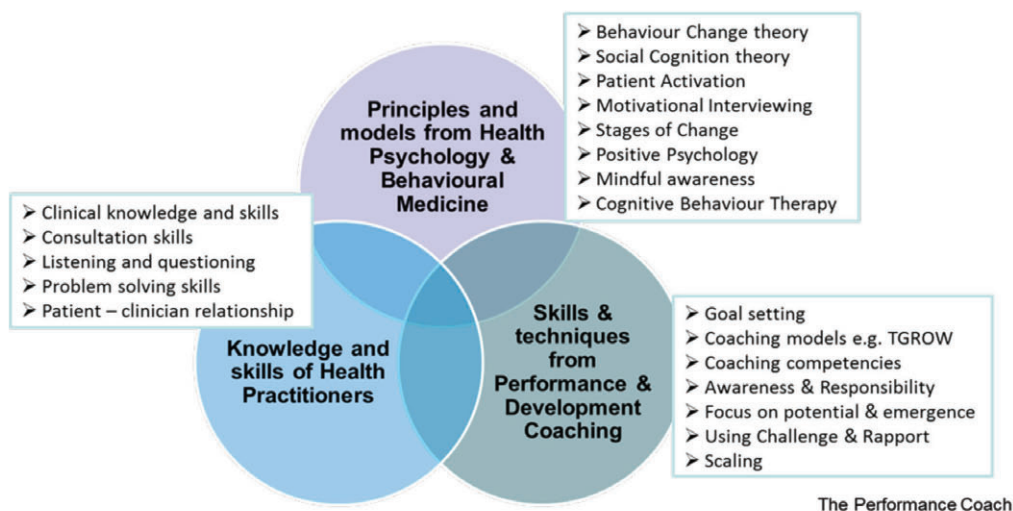 ➢ Behaviour Change theory
➢ Social Cognition theory
➢ Patient Activation
➢ Motivational Interviewing
➢ Stages of Change
➢ Positive Psychology
➢ Mindful awareness
➢ Cognitive Behaviour Therapy
Principles and
models from Health
Psychology &
Behavioural
Medicine
➢ Clinical knowledge and skills
➢ Consultation skills
➢ Listening and questioning
➢ Problem solving skills
➢ Patient – clinician relationship
Knowledge and
skills of Health
Practitioners
Skills &
techniques
from
Performance &
Development
Coaching
➢ Goal setting
➢ Coaching models e.g. TGROW
➢ Coaching competencies
➢ Awareness & Responsibility
➢ Focus on potential & emergence
➢ Using Challenge & Rapport
➢ Scaling
The Performance Coach